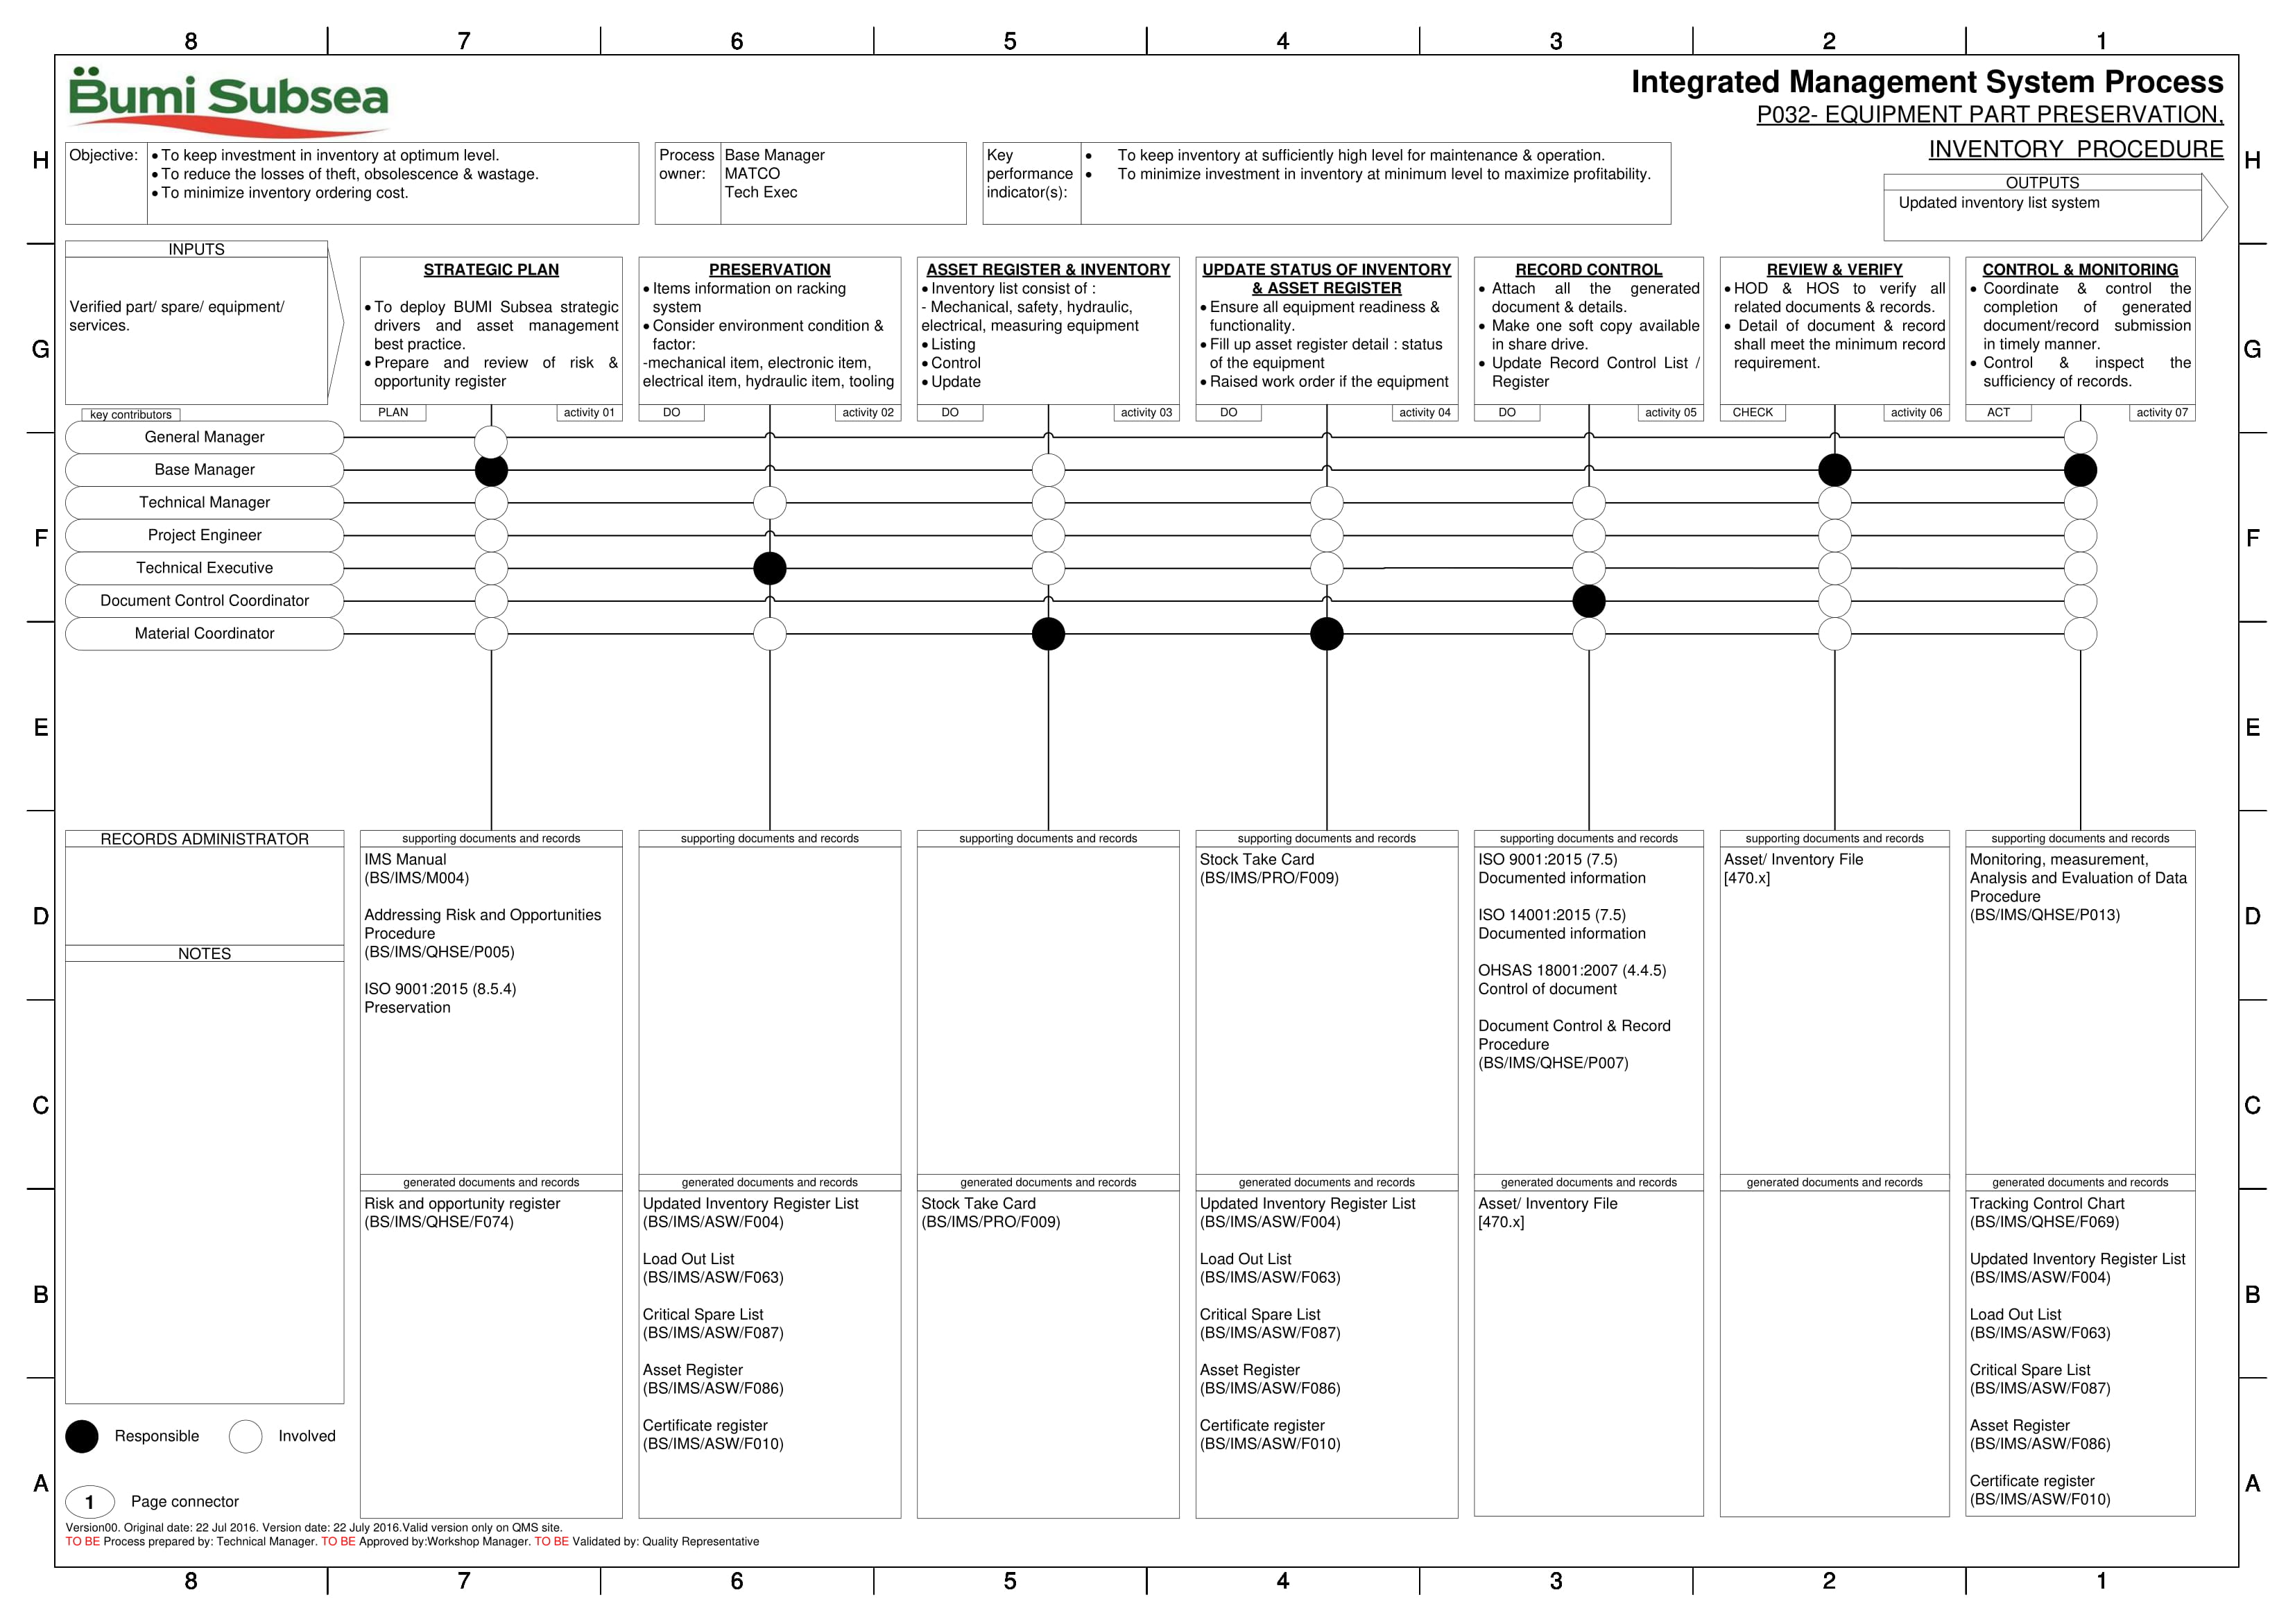 8 7 6 5 4 3 2 1
Bumi Subsea
Integrated Management System Process
P032- EQUIPMENT PART PRESERVATION,
INVENTORY PROCEDURE
H
H
Objective:
• To keep investment in inventory at optimum level.
• To reduce the losses of theft, obsolescence & wastage.
• To minimize inventory ordering cost.
Process
owner:
Base Manager
MATCO
Tech Exec
Key
performance
indicator(s):
• To keep inventory at sufficiently high level for maintenance & operation.
• To minimize investment in inventory at minimum level to maximize profitability.
OUTPUTS
Updated inventory list system
INPUTS
Verified part/ spare/ equipment/
services.
G
G
STRATEGIC PLAN
• To deploy BUMI Subsea strategic
drivers and asset management
best practice.
• Prepare and review of risk &
opportunity register
PLAN
activity 01
PRESERVATION
• Items information on racking
system
• Consider environment condition &
factor:
-mechanical item, electronic item,
electrical item, hydraulic item, tooling
DO
activity 02
ASSET REGISTER & INVENTORY
• Inventory list consist of :
- Mechanical, safety, hydraulic,
electrical, measuring equipment
• Listing
• Control
• Update
DO
activity 03
UPDATE STATUS OF INVENTORY
& ASSET REGISTER
• Ensure all equipment readiness &
functionality.
• Fill up asset register detail : status
of the equipment
• Raised work order if the equipment
DO
activity 04
RECORD CONTROL
• Attach all the generated
document & details.
• Make one soft copy available
in share drive.
• Update Record Control List /
Register
DO
activity 05
REVIEW & VERIFY
• HOD & HOS to verify all
related documents & records.
• Detail of document & record
shall meet the minimum record
requirement.
CHECK
activity 06
CONTROL & MONITORING
• Coordinate & control the
completion of generated
document/record submission
in timely manner.
• Control & inspect the
sufficiency of records.
ACT
activity 07
key contributors
General Manager
Base Manager
Technical Manager
Project Engineer
Technical Executive
Document Control Coordinator
Material Coordinator
F
F
E
E
RECORDS ADMINISTRATOR
NOTES
D
D
C
C
B
B
A
A
supporting documents and records
IMS Manual
(BS/IMS/M004)
Addressing Risk and Opportunities
Procedure
(BS/IMS/QHSE/P005)
ISO 9001:2015 (8.5.4)
Preservation
supporting documents and records
supporting documents and records
supporting documents and records
Stock Take Card
(BS/IMS/PRO/F009)
supporting documents and records
ISO 9001:2015 (7.5)
Documented information
ISO 14001:2015 (7.5)
Documented information
OHSAS 18001:2007 (4.4.5)
Control of document
Document Control & Record
Procedure
(BS/IMS/QHSE/P007)
supporting documents and records
Asset/ Inventory File
[470.x]
supporting documents and records
Monitoring, measurement,
Analysis and Evaluation of Data
Procedure
(BS/IMS/QHSE/P013)
generated documents and records
Risk and opportunity register
(BS/IMS/QHSE/F074)
generated documents and records
Updated Inventory Register List
(BS/IMS/ASW/F004)
Load Out List
(BS/IMS/ASW/F063)
Critical Spare List
(BS/IMS/ASW/F087)
Asset Register
(BS/IMS/ASW/F086)
Certificate register
(BS/IMS/ASW/F010)
generated documents and records
Stock Take Card
(BS/IMS/PRO/F009)
generated documents and records
Updated Inventory Register List
(BS/IMS/ASW/F004)
Load Out List
(BS/IMS/ASW/F063)
Critical Spare List
(BS/IMS/ASW/F087)
Asset Register
(BS/IMS/ASW/F086)
Certificate register
(BS/IMS/ASW/F010)
generated documents and records
Asset/ Inventory File
[470.x]
generated documents and records
generated documents and records
Tracking Control Chart
(BS/IMS/QHSE/F069)
Updated Inventory Register List
(BS/IMS/ASW/F004)
Load Out List
(BS/IMS/ASW/F063)
Critical Spare List
(BS/IMS/ASW/F087)
Asset Register
(BS/IMS/ASW/F086)
Certificate register
(BS/IMS/ASW/F010)
Responsible
Involved
1 Page connector
Version00. Original date: 22 Jul 2016. Version date: 22 July 2016.Valid version only on QMS site.
TO BE Process prepared by: Technical Manager. TO BE Approved by:Workshop Manager. TO BE Validated by: Quality Representative
8 7 6 5 4 3 2 1